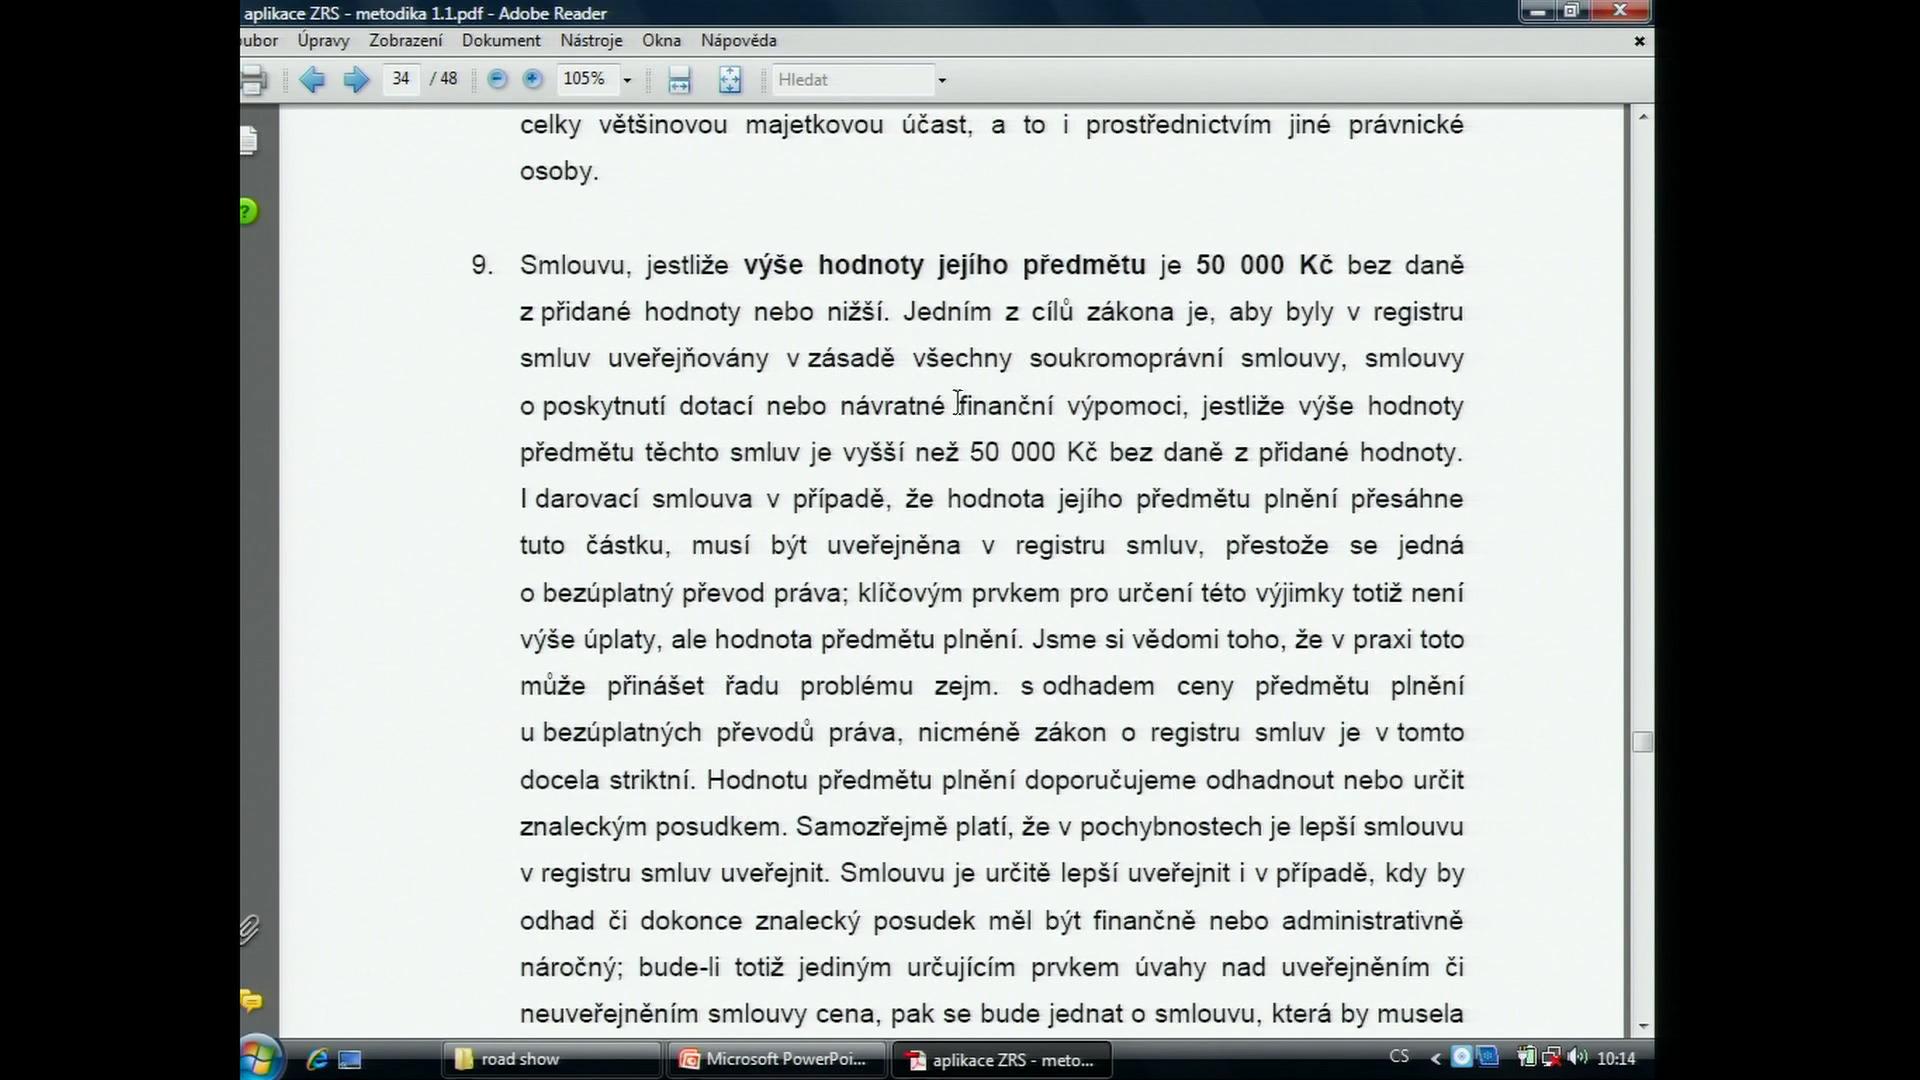 aplikace ZRS - metodika 1.1.pdf - Adobe Reader
oubor Úpravy Zobrazení Dokument Nástroje Okna Nápověda
34 / 48 105% Hledat
celky většinovou majetkovou účast, a to i prostřednictvím jiné právnické
osoby.
9. Smlouvu, jestliže výše hodnoty jejího předmětu je 50 000 Kč bez daně
z přidané hodnoty nebo nižší. Jedním z cílů zákona je, aby byly v registru
smluv uveřejňovány v zásadě všechny soukromoprávní smlouvy, smlouvy
o poskytnutí dotací nebo návratné finanční výpomoci, jestliže výše hodnoty
předmětu těchto smluv je vyšší než 50 000 Kč bez daně z přidané hodnoty.
I darovací smlouva v případě, že hodnota jejího předmětu plnění přesáhne
tuto částku, musí být uveřejněna v registru smluv, přestože se jedná
o bezúplatný převod práva; klíčovým prvkem pro určení této výjimky totiž není
výše úplaty, ale hodnota předmětu plnění. Jsme si vědomi toho, že v praxi toto
může přinášet řadu problému zejm. s odhadem ceny předmětu plnění
u bezúplatných převodů práva, nicméně zákon o registru smluv je v tomto
docela striktní. Hodnotu předmětu plnění doporučujeme odhadnout nebo určit
znaleckým posudkem. Samozřejmě platí, že v pochybnostech je lepší smlouvu
v registru smluv uveřejnit. Smlouvu je určitě lepší uveřejnit i v případě, kdy by
odhad či dokonce znalecký posudek měl být finančně nebo administrativně
náročný; bude-li totiž jediným určujícím prvkem úvahy nad uveřejněním či
neuveřejněním smlouvy cena, pak se bude jednat o smlouvu, která by musela
road show Microsoft PowerPoi... aplikace ZRS - meto... CS 10:14